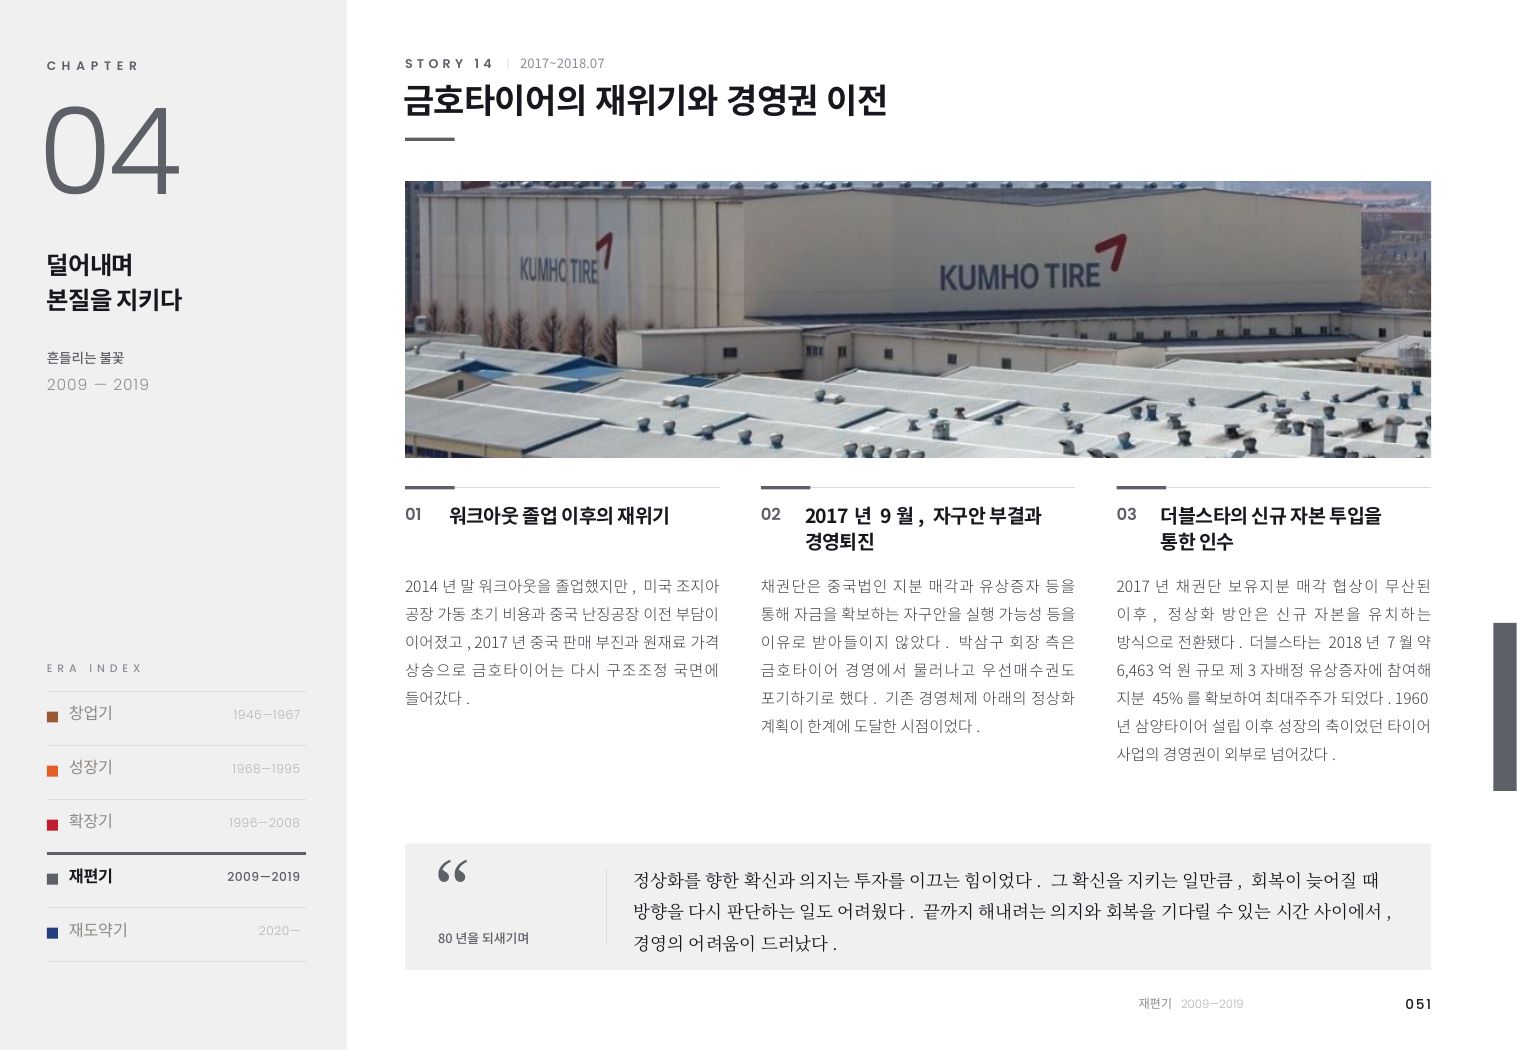 CHAPTER
04
덜어내며
본질을 지키다
흔들리는 불꽃
2009 — 2019
ERA INDEX
창업기 1946—1967
성장기 1968—1995
확장기 1996—2008
재편기 2009—2019
재도약기 2020—
STORY 14 | 2017~2018.07
금호타이어의 재위기와 경영권 이전
KUMHO TIRE
KUMHO TIRE
01 워크아웃 졸업 이후의 재위기
2014 년 말 워크아웃을 졸업했지만 , 미국 조지아
공장 가동 초기 비용과 중국 난징공장 이전 부담이
이어졌고 , 2017 년 중국 판매 부진과 원재료 가격
상승으로 금호타이어는 다시 구조조정 국면에
들어갔다 .
02 2017 년 9 월 , 자구안 부결과
경영퇴진
채권단은 중국법인 지분 매각과 유상증자 등을
통해 자금을 확보하는 자구안을 실행 가능성 등을
이유로 받아들이지 않았다 . 박삼구 회장 측은
금호타이어 경영에서 물러나고 우선매수권도
포기하기로 했다 . 기존 경영체제 아래의 정상화
계획이 한계에 도달한 시점이었다 .
03 더블스타의 신규 자본 투입을
통한 인수
2017 년 채권단 보유지분 매각 협상이 무산된
이후 , 정상화 방안은 신규 자본을 유치하는
방식으로 전환됐다 . 더블스타는 2018 년 7 월 약
6,463 억 원 규모 제 3 자배정 유상증자에 참여해
지분 45% 를 확보하여 최대주주가 되었다 . 1960
년 삼양타이어 설립 이후 성장의 축이었던 타이어
사업의 경영권이 외부로 넘어갔다 .
“
80 년을 되새기며
정상화를 향한 확신과 의지는 투자를 이끄는 힘이었다 . 그 확신을 지키는 일만큼 , 회복이 늦어질 때
방향을 다시 판단하는 일도 어려웠다 . 끝까지 해내려는 의지와 회복을 기다릴 수 있는 시간 사이에서 ,
경영의 어려움이 드러났다 .
재편기 2009—2019
051